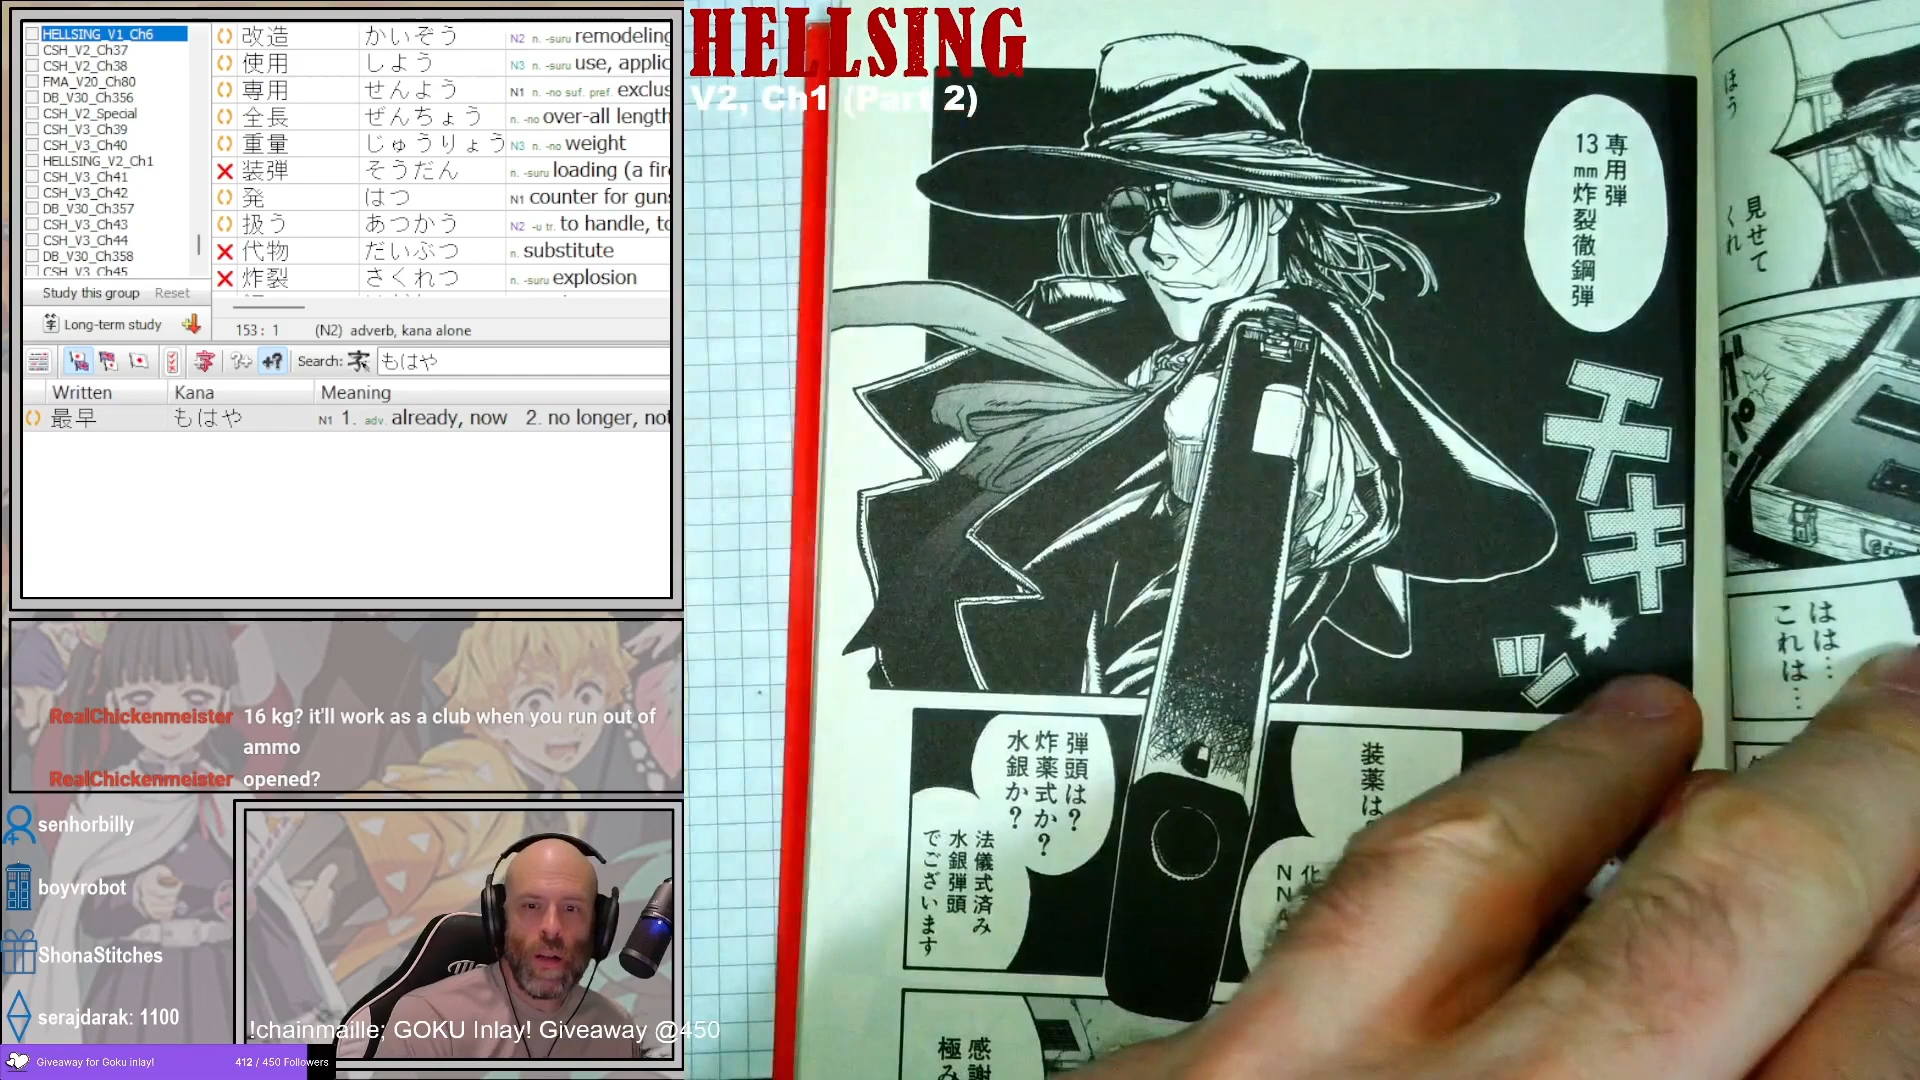 HELLSING_V1_Ch6
CSH_V2_Ch37
CSH_V2_Ch38
FMA_V20_Ch80
DB_V30_Ch356
CSH_V2_Special
CSH_V3_Ch39
CSH_V3_Ch40
HELLSING_V2_Ch1
CSH_V3_Ch41
CSH_V3_Ch42
DB_V30_Ch357
CSH_V3_Ch43
CSH_V3_Ch44
DB_V30_Ch358
CSH_V3_Ch45
Study this group Reset
Long-term study
改造 かいぞう N2 n. -suru remodeling
使用 しよう N3 n. -suru use, applic
専用 せんよう N1 n. -no suf. pref. exclus
全長 ぜんちょう n. -no over-all length
重量 じゅうりょう N3 n. -no weight
装弾 そうだん n. -suru loading (a fire
発 はつ N1 counter for guns
扱う あつかう N2 -u tr. to handle, to
代物 だいぶつ n. substitute
炸裂 さくれつ n. -suru explosion
153: 1 (N2) adverb, kana alone
Search: もはや
Written Kana Meaning
最早 もはや N1 1. adv. already, now 2. no longer, not
RealChickenmeister 16 kg? it'll work as a club when you run out of
ammo
RealChickenmeister opened?
senhorbilly
boyvrobot
ShonaStitches
serajdarak: 1100
!chainmaille; GOKU Inlay! Giveaway @450
Giveaway for Goku inlay! 412 / 450 Followers
HELLSING
V2, Ch1 (Part 2)
ほう
見せて
くれ
ははは…
これは…
専用弾
13mm炸裂徹鋼弾
チキ
ッ
装薬は
弾頭は?
炸薬式か?
水銀か?
法儀式済み
水銀弾頭
でございます
感謝
極み